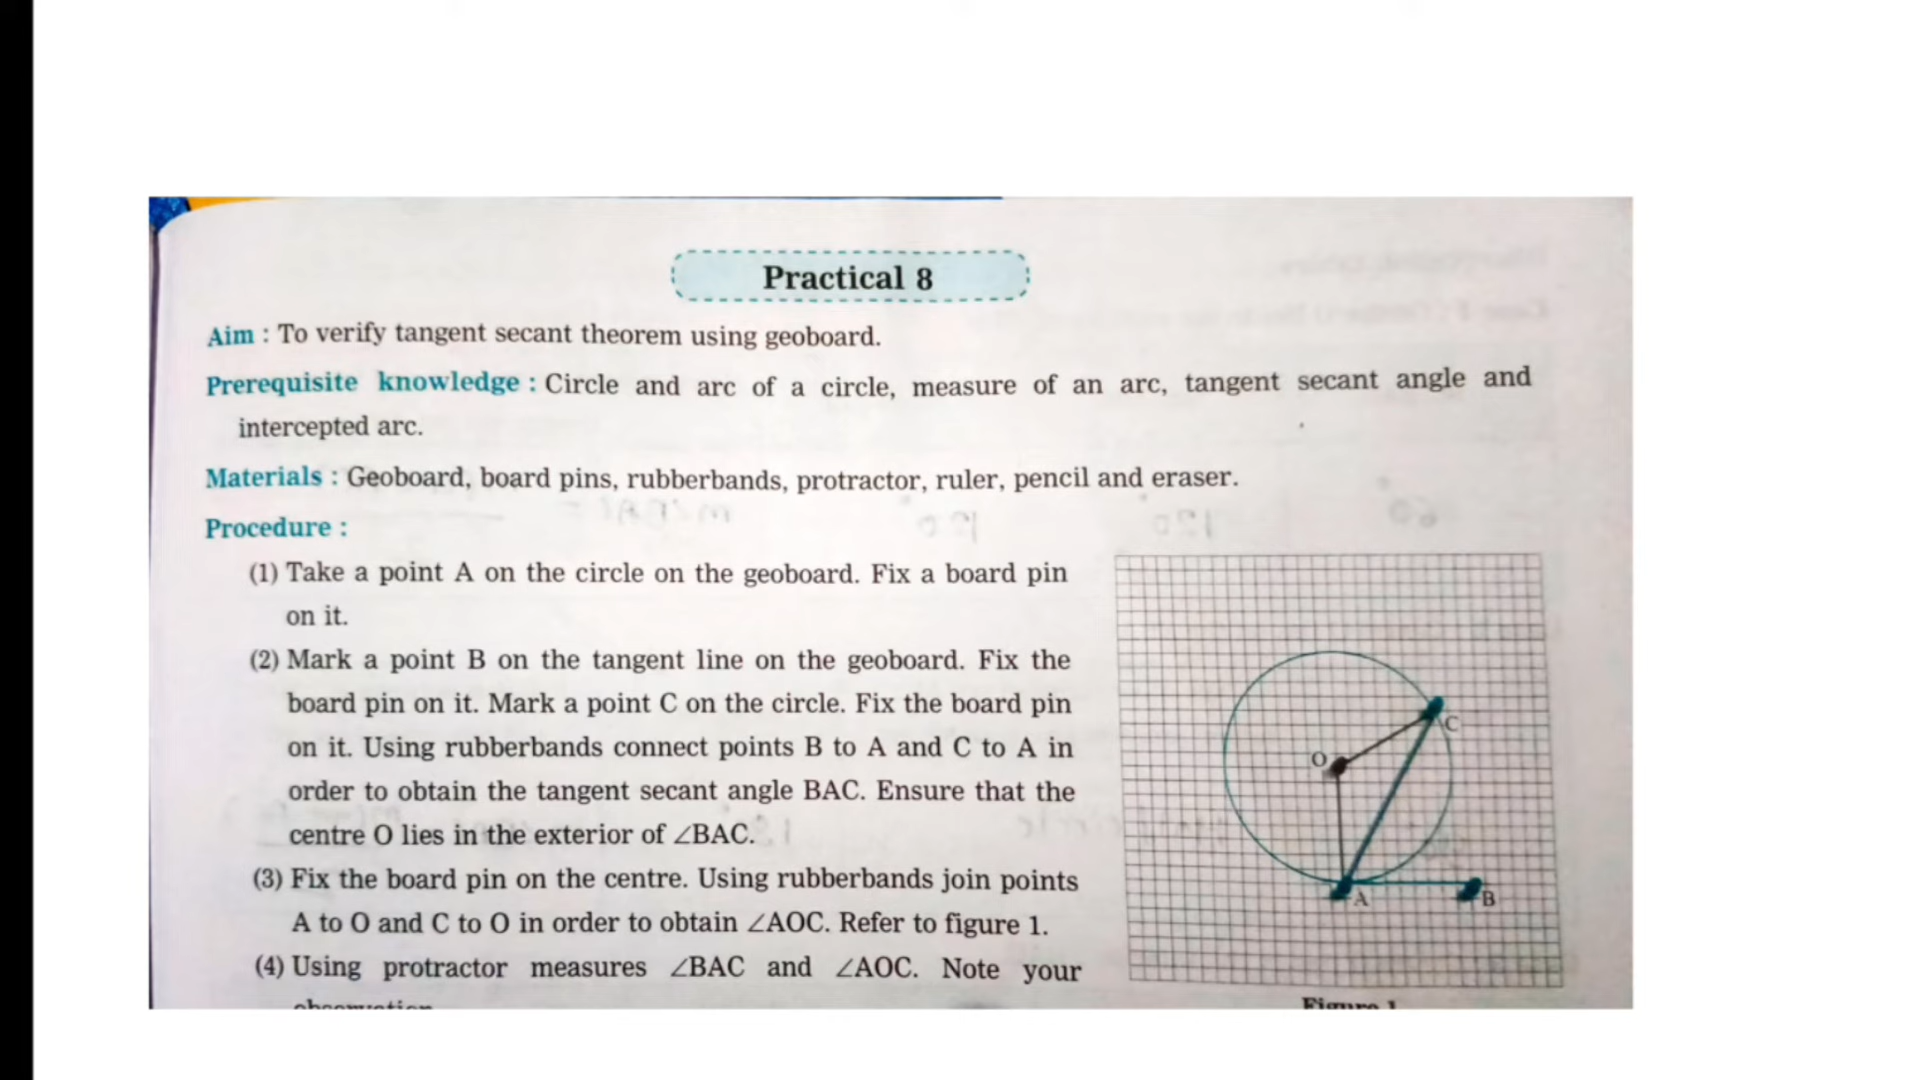 Practical 8
Aim : To verify tangent secant theorem using geoboard.
Prerequisite knowledge : Circle and arc of a circle, measure of an arc, tangent secant angle and
intercepted arc.
Materials : Geoboard, board pins, rubberbands, protractor, ruler, pencil and eraser.
Procedure :
(1) Take a point A on the circle on the geoboard. Fix a board pin
on it.
(2) Mark a point B on the tangent line on the geoboard. Fix the
board pin on it. Mark a point C on the circle. Fix the board pin
on it. Using rubberbands connect points B to A and C to A in
order to obtain the tangent secant angle BAC. Ensure that the
centre O lies in the exterior of ∠BAC.
(3) Fix the board pin on the centre. Using rubberbands join points
A to O and C to O in order to obtain ∠AOC. Refer to figure 1.
(4) Using protractor measures ∠BAC and ∠AOC. Note your
C
O
A
B
Figure 1